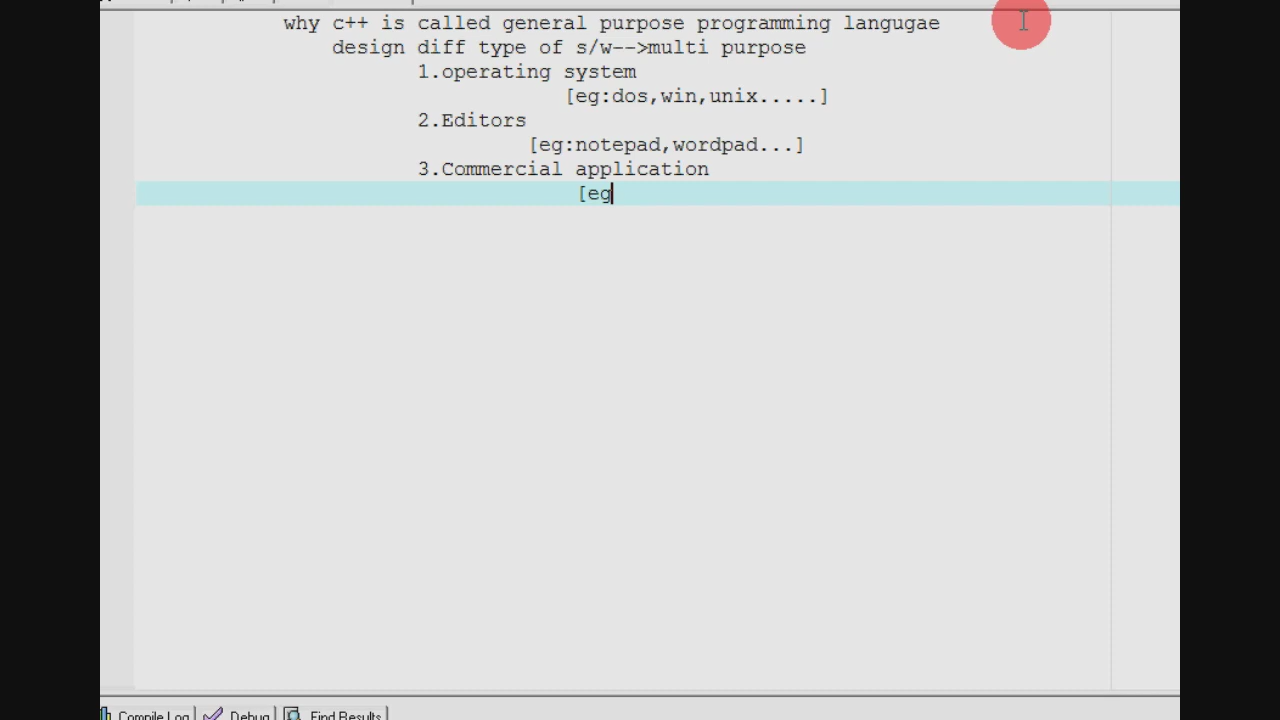 why c++ is called general purpose programming langugae
design diff type of s/w-->multi purpose
1.operating system
[eg:dos,win,unix.....]
2.Editors
[eg:notepad,wordpad...]
3.Commercial application
[eg
Compile Log Debug Find Results